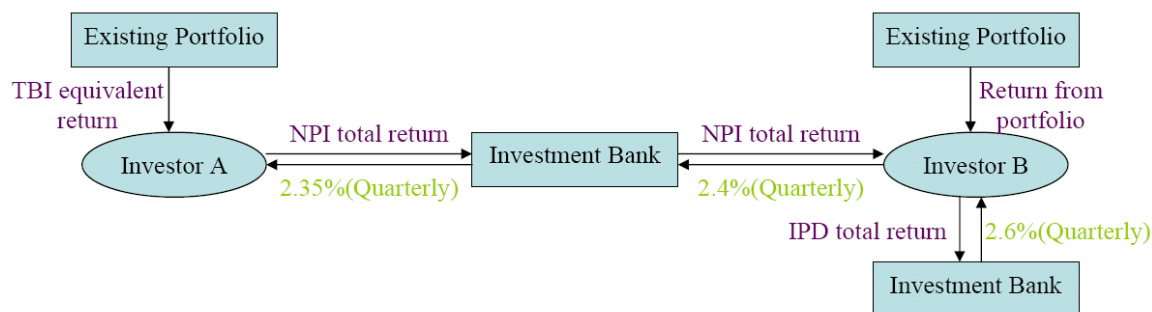 Existing Portfolio
Existing Portfolio
TBI equivalent
return
Return from
portfolio
NPI total return
NPI total return
Investor A
Investment Bank
Investor B
2.35%(Quarterly)
2.4%(Quarterly)
IPD total return
2.6%(Quarterly)
Investment Bank